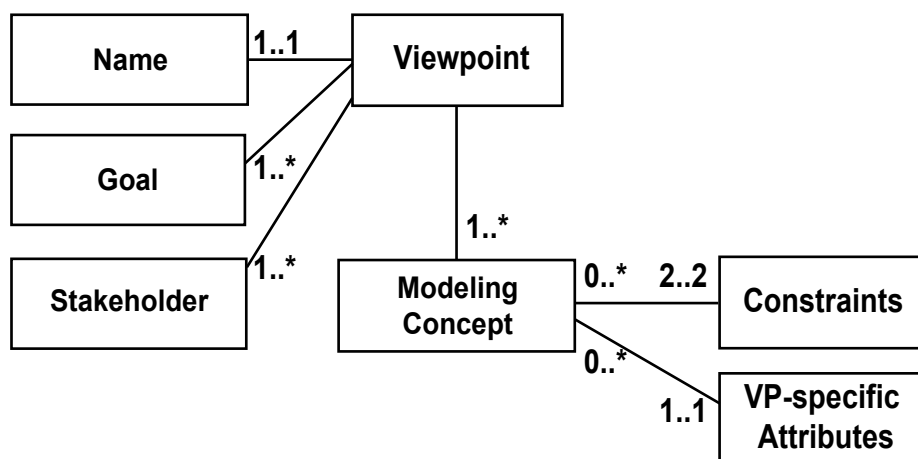 Name
1..1
Viewpoint
Goal
1..*
Stakeholder
1..*
1..*
Modeling
Concept
0..*
2..2
Constraints
0..*
1..1
VP-specific
Attributes